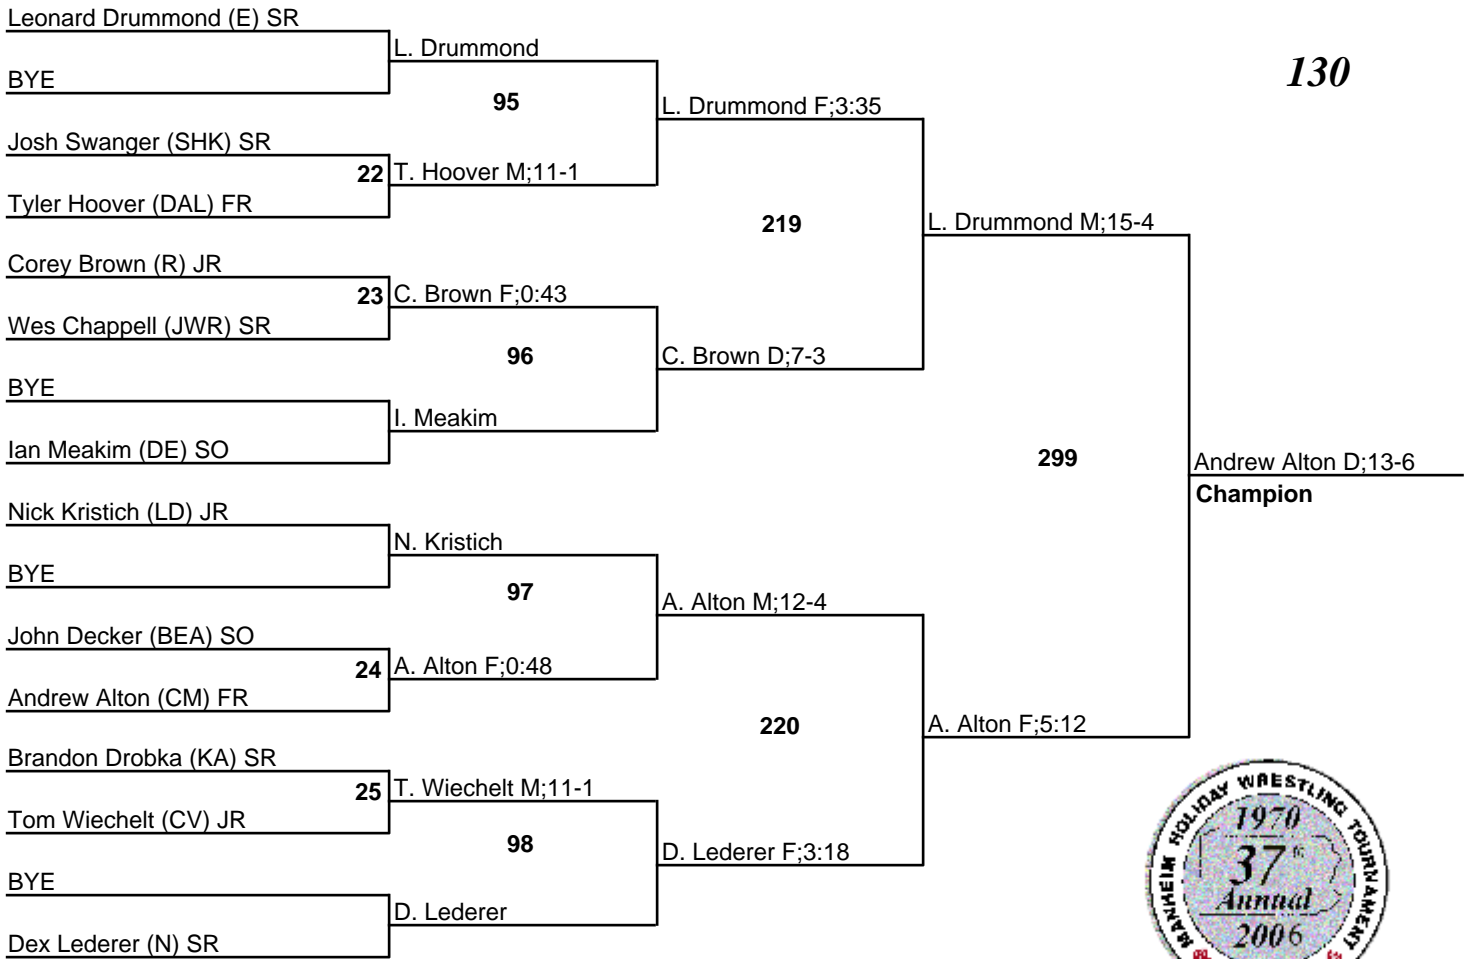 Leonard Drummond (E) SR
L. Drummond
BYE
130
95
L. Drummond F;3:35
Josh Swanger (SHK) SR
22 T. Hoover M;11-1
Tyler Hoover (DAL) FR
219
L. Drummond M;15-4
Corey Brown (R) JR
23 C. Brown F;0:43
Wes Chappell (JWR) SR
96
C. Brown D;7-3
BYE
I. Meakim
Ian Meakim (DE) SO
299
Andrew Alton D;13-6
Champion
Nick Kristich (LD) JR
N. Kristich
BYE
97
A. Alton M;12-4
John Decker (BEA) SO
24 A. Alton F;0:48
Andrew Alton (CM) FR
220
A. Alton F;5:12
Brandon Drobka (KA) SR
25 T. Wiechelt M;11-1
Tom Wiechelt (CV) JR
98
D. Lederer F;3:18
BYE
D. Lederer
Dex Lederer (N) SR
MANHEIM HOLIDAY WRESTLING TOURNAMENT
1970
37th
Annual
2006